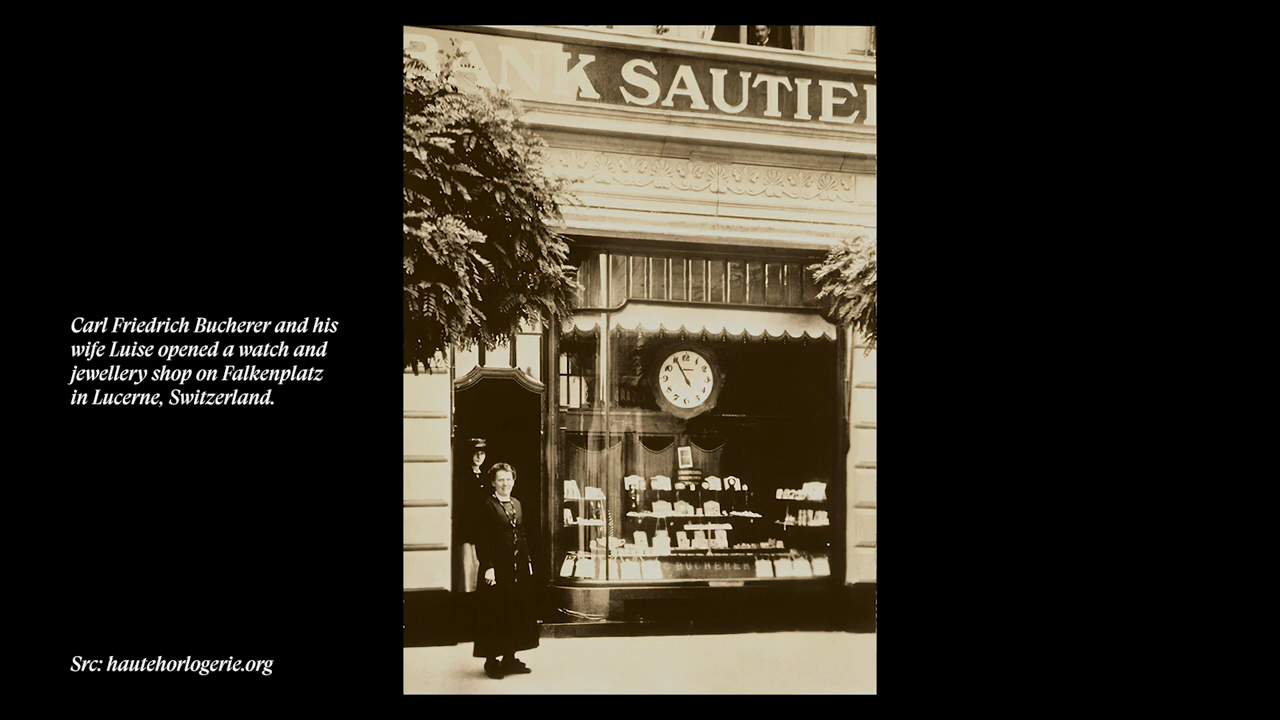 BANK SAUTIER
Carl Friedrich Bucherer and his
wife Luise opened a watch and
jewellery shop on Falkenplatz
in Lucerne, Switzerland.
BUCHERER
Src: hautehorlogerie.org